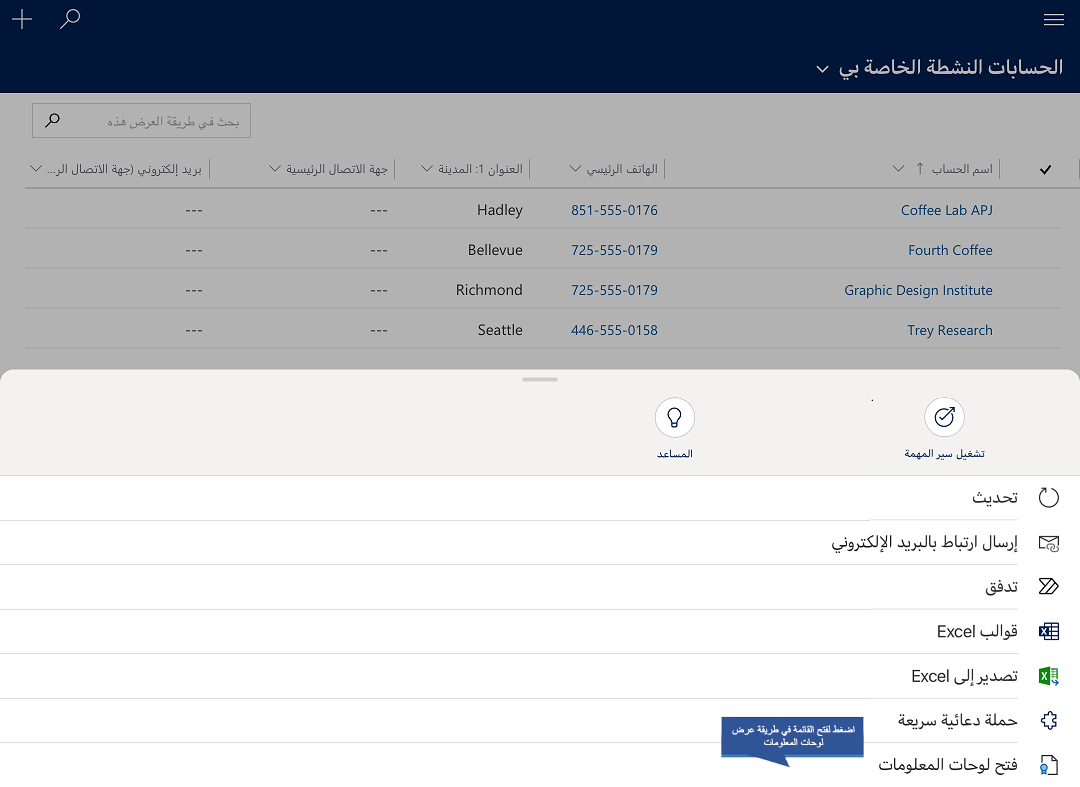 الحسابات النشطة الخاصة بي
بحث في طريقة العرض هذه
اسم الحساب ↑ الهاتف الرئيسي العنوان 1: المدينة جهة الاتصال الرئيسية بريد إلكتروني (جهة الاتصال الر...
Coffee Lab APJ 851-555-0176 Hadley --- ---
Fourth Coffee 725-555-0179 Bellevue --- ---
Graphic Design Institute 725-555-0179 Richmond --- ---
Trey Research 446-555-0158 Seattle --- ---
تشغيل سير المهمة المساعد
تحديث
إرسال ارتباط بالبريد الإلكتروني
تدفق
قوالب Excel
تصدير إلى Excel
حملة دعائية سريعة
اضغط لفتح القائمة في طريقة عرض
لوحات المعلومات
فتح لوحات المعلومات